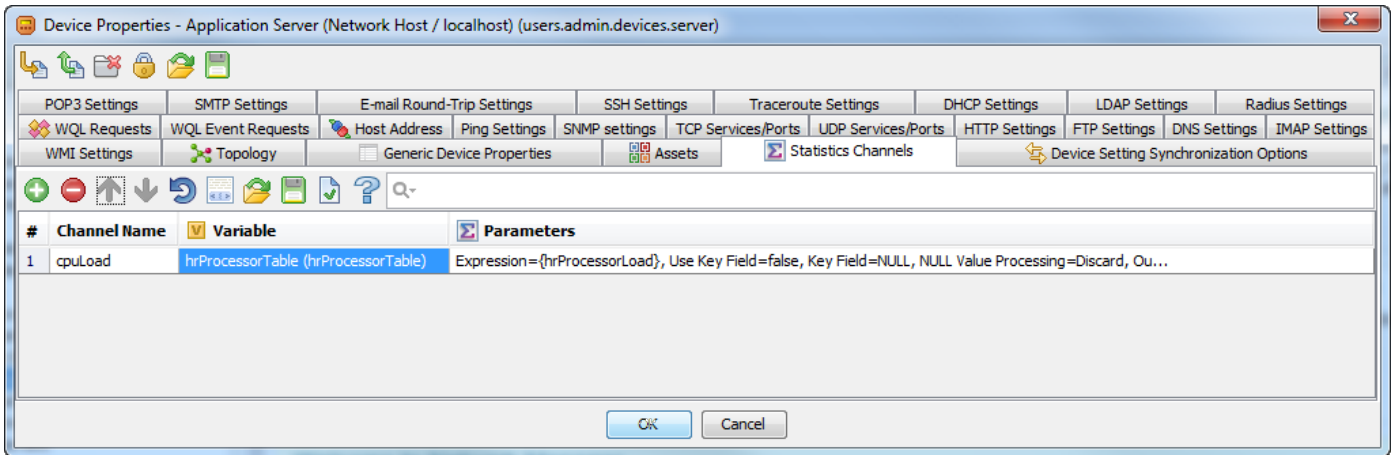 Device Properties - Application Server (Network Host / localhost) (users.admin.devices.server)
POP3 Settings SMTP Settings E-mail Round-Trip Settings SSH Settings Traceroute Settings DHCP Settings LDAP Settings Radius Settings
WQL Requests WQL Event Requests Host Address Ping Settings SNMP settings TCP Services/Ports UDP Services/Ports HTTP Settings FTP Settings DNS Settings IMAP Settings
WMI Settings Topology Generic Device Properties Assets Σ Statistics Channels Device Setting Synchronization Options
# Channel Name V Variable Σ Parameters
1 cpuLoad hrProcessorTable (hrProcessorTable) Expression={hrProcessorLoad}, Use Key Field=false, Key Field=NULL, NULL Value Processing=Discard, Ou...
OK Cancel